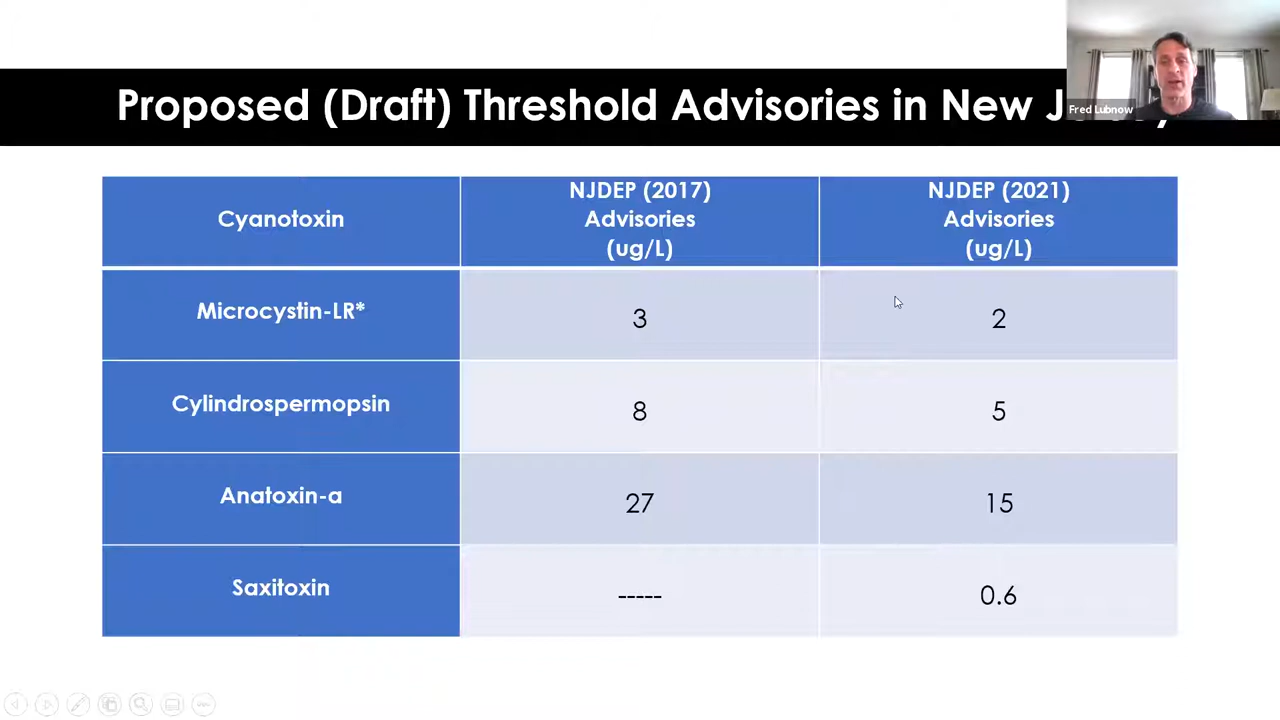 Proposed (Draft) Threshold Advisories in New
Fred Lubnow
Cyanotoxin
NJDEP (2017)
Advisories
(ug/L)
NJDEP (2021)
Advisories
(ug/L)
Microcystin-LR*
3
2
Cylindrospermopsin
8
5
Anatoxin-a
27
15
Saxitoxin
-----
0.6